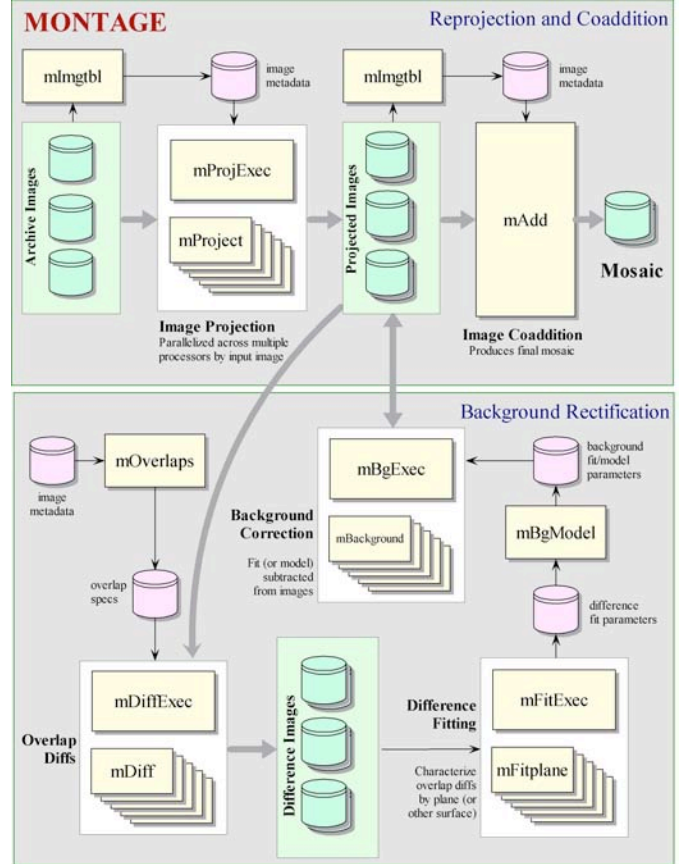 MONTAGE
Reprojection and Coaddition
mImgtbl
image
metadata
mImgtbl
image
metadata
Archive Images
mProjExec
mProject
Projected Images
mAdd
Mosaic
Image Projection
Parallelized across multiple
processors by input image
Image Coaddition
Produces final mosaic
Background Rectification
image
metadata
mOverlaps
overlap
specs
mBgExec
mBackground
Background
Correction
Fit (or model)
subtracted
from images
background
fit/model
parameters
mBgModel
difference
fit parameters
Overlap
Diffs
mDiffExec
mDiff
Difference Images
Difference
Fitting
Characterize
overlap diffs
by plane (or
other surface)
mFitExec
mFitplane